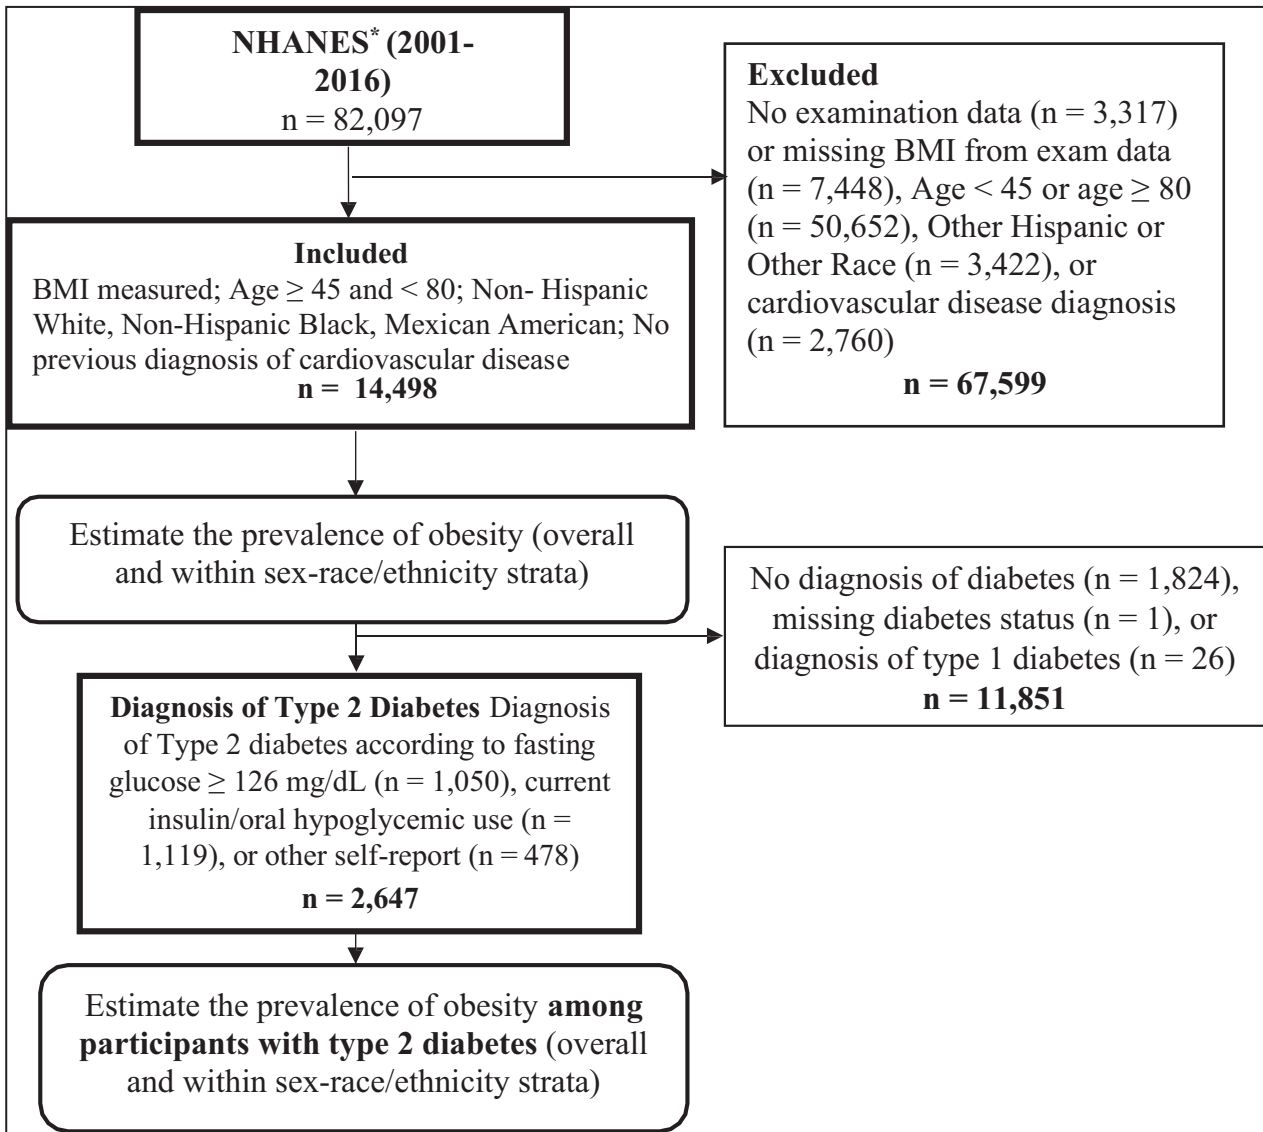 NHANES* (2001-
2016)
n = 82,097
Excluded
No examination data (n = 3,317)
or missing BMI from exam data
(n = 7,448), Age < 45 or age ≥ 80
(n = 50,652), Other Hispanic or
Other Race (n = 3,422), or
cardiovascular disease diagnosis
(n = 2,760)
n = 67,599
Included
BMI measured; Age ≥ 45 and < 80; Non- Hispanic
White, Non-Hispanic Black, Mexican American; No
previous diagnosis of cardiovascular disease
n = 14,498
Estimate the prevalence of obesity (overall
and within sex-race/ethnicity strata)
No diagnosis of diabetes (n = 1,824),
missing diabetes status (n = 1), or
diagnosis of type 1 diabetes (n = 26)
n = 11,851
Diagnosis of Type 2 Diabetes Diagnosis
of Type 2 diabetes according to fasting
glucose ≥ 126 mg/dL (n = 1,050), current
insulin/oral hypoglycemic use (n =
1,119), or other self-report (n = 478)
n = 2,647
Estimate the prevalence of obesity among
participants with type 2 diabetes (overall
and within sex-race/ethnicity strata)